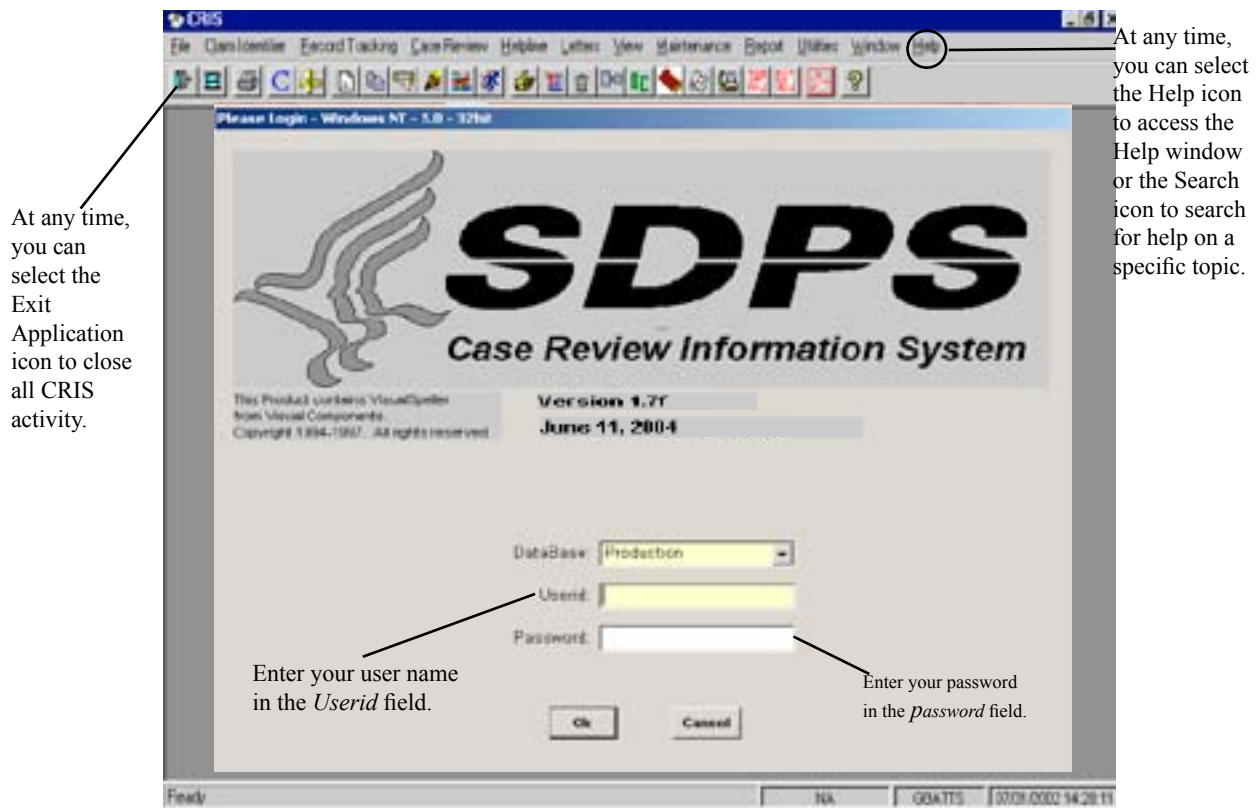 CRIS
File Claim Identifier Record Tracking Case Review Helpline Letters View Maintenance Report Utilities Window Help
At any time,
you can select
the Help icon
to access the
Help window
or the Search
icon to search
for help on a
specific topic.
Please Login - Windows NT - 5.0 - 32bit
At any time,
you can
select the
Exit
Application
icon to close
all CRIS
activity.
SDPS
Case Review Information System
This Product contains VisualSpeller
from Visual Components.
Copyright 1994-1997. All rights reserved.
Version 1.7f
June 11, 2004
DataBase: Production
Userid:
Password:
Enter your user name
in the Userid field.
Enter your password
in the password field.
Ok Cancel
Ready NA GBATTS 14:28:11